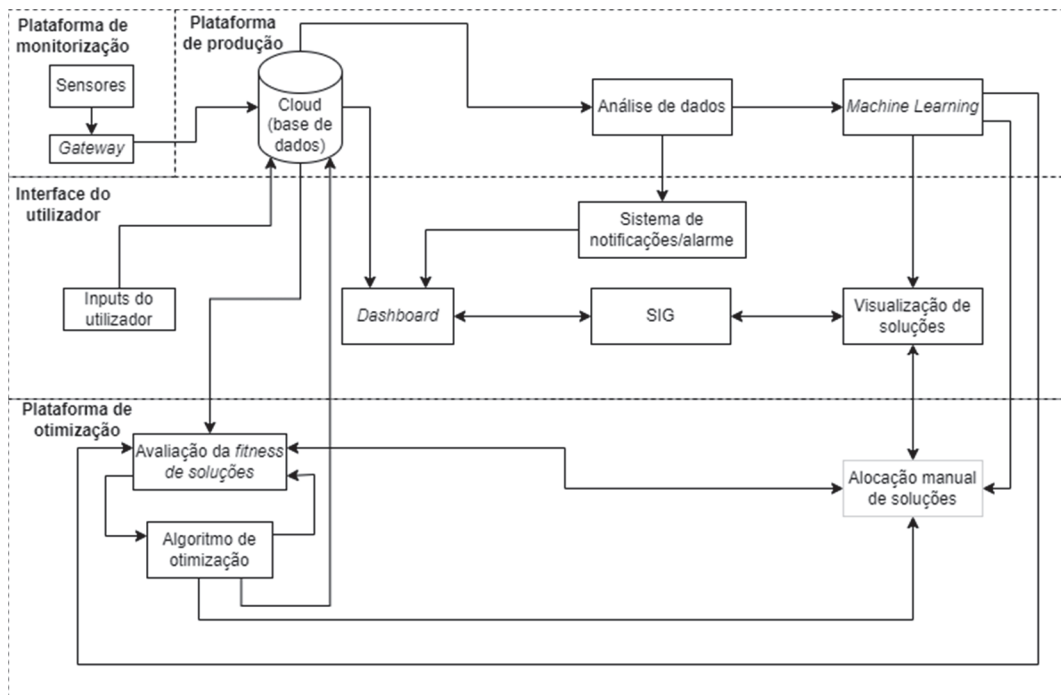 Plataforma de
monitorização
Sensores
Gateway
Plataforma
de produção
Cloud
(base de
dados)
Análise de dados
Machine Learning
Interface do
utilizador
Inputs do
utilizador
Sistema de
notificações/alarme
Dashboard
SIG
Visualização de
soluções
Plataforma de
otimização
Avaliação da fitness
de soluções
Algoritmo de
otimização
Alocação manual
de soluções